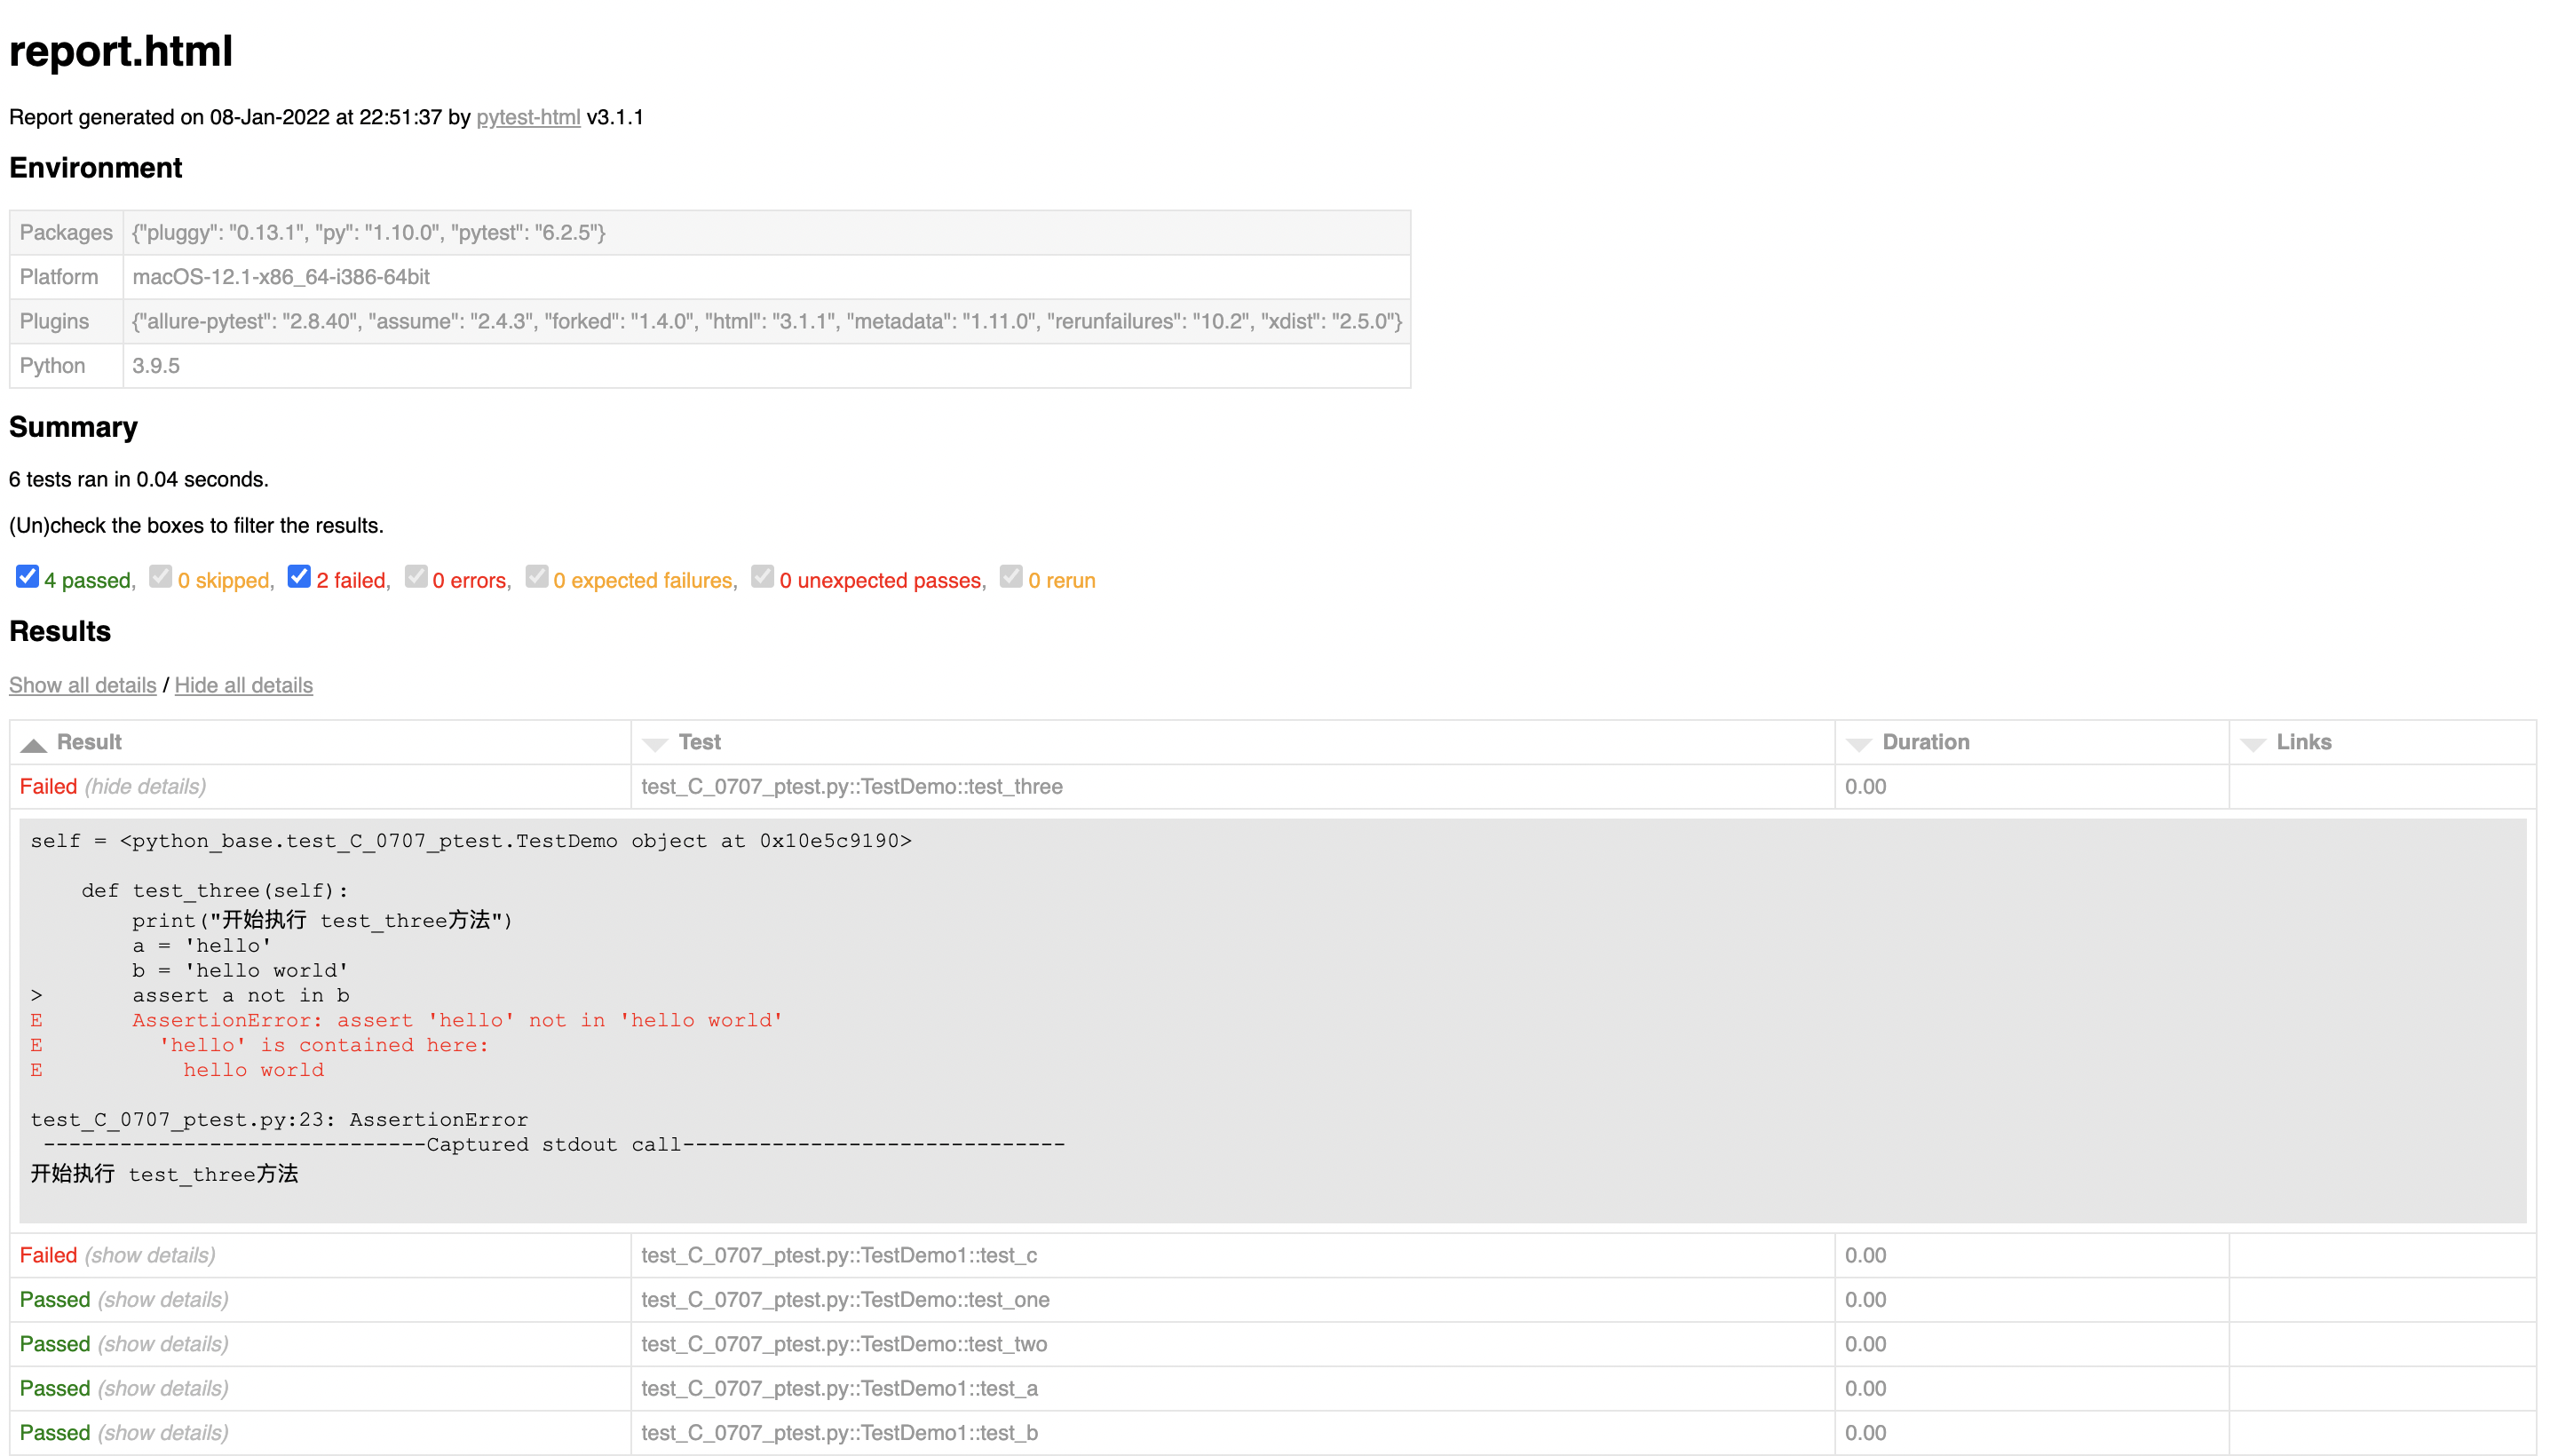 report.html
Report generated on 08-Jan-2022 at 22:51:37 by pytest-html v3.1.1
Environment
Packages {"pluggy": "0.13.1", "py": "1.10.0", "pytest": "6.2.5"}
Platform macOS-12.1-x86_64-i386-64bit
Plugins {"allure-pytest": "2.8.40", "assume": "2.4.3", "forked": "1.4.0", "html": "3.1.1", "metadata": "1.11.0", "rerunfailures": "10.2", "xdist": "2.5.0"}
Python 3.9.5
Summary
6 tests ran in 0.04 seconds.
(Un)check the boxes to filter the results.
4 passed, 0 skipped, 2 failed, 0 errors, 0 expected failures, 0 unexpected passes, 0 rerun
Results
Show all details / Hide all details
Result Test Duration Links
Failed (hide details) test_C_0707_ptest.py::TestDemo::test_three 0.00
self = <python_base.test_C_0707_ptest.TestDemo object at 0x10e5c9190>
    def test_three(self):
        print("开始执行 test_three方法")
        a = 'hello'
        b = 'hello world'
>       assert a not in b
E       AssertionError: assert 'hello' not in 'hello world'
E         'hello' is contained here:
E           hello world
test_C_0707_ptest.py:23: AssertionError
 ------------------------------Captured stdout call------------------------------
开始执行 test_three方法
Failed (show details) test_C_0707_ptest.py::TestDemo1::test_c 0.00
Passed (show details) test_C_0707_ptest.py::TestDemo::test_one 0.00
Passed (show details) test_C_0707_ptest.py::TestDemo::test_two 0.00
Passed (show details) test_C_0707_ptest.py::TestDemo1::test_a 0.00
Passed (show details) test_C_0707_ptest.py::TestDemo1::test_b 0.00